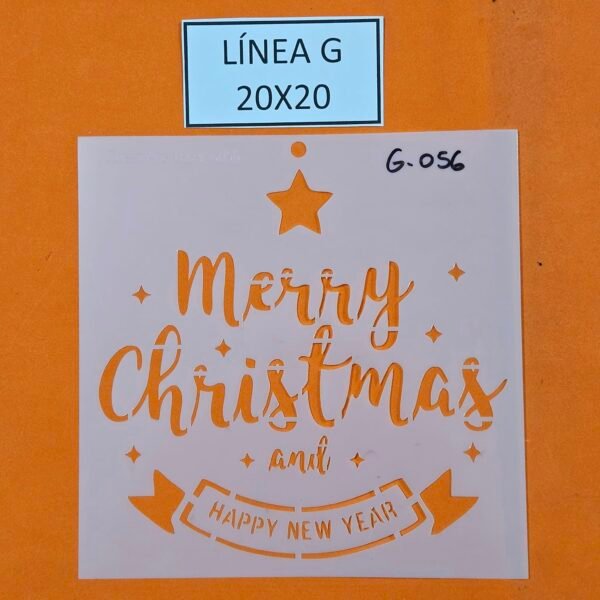 LÍNEA G
20X20
G-056
Merry
Christmas
and
HAPPY NEW YEAR